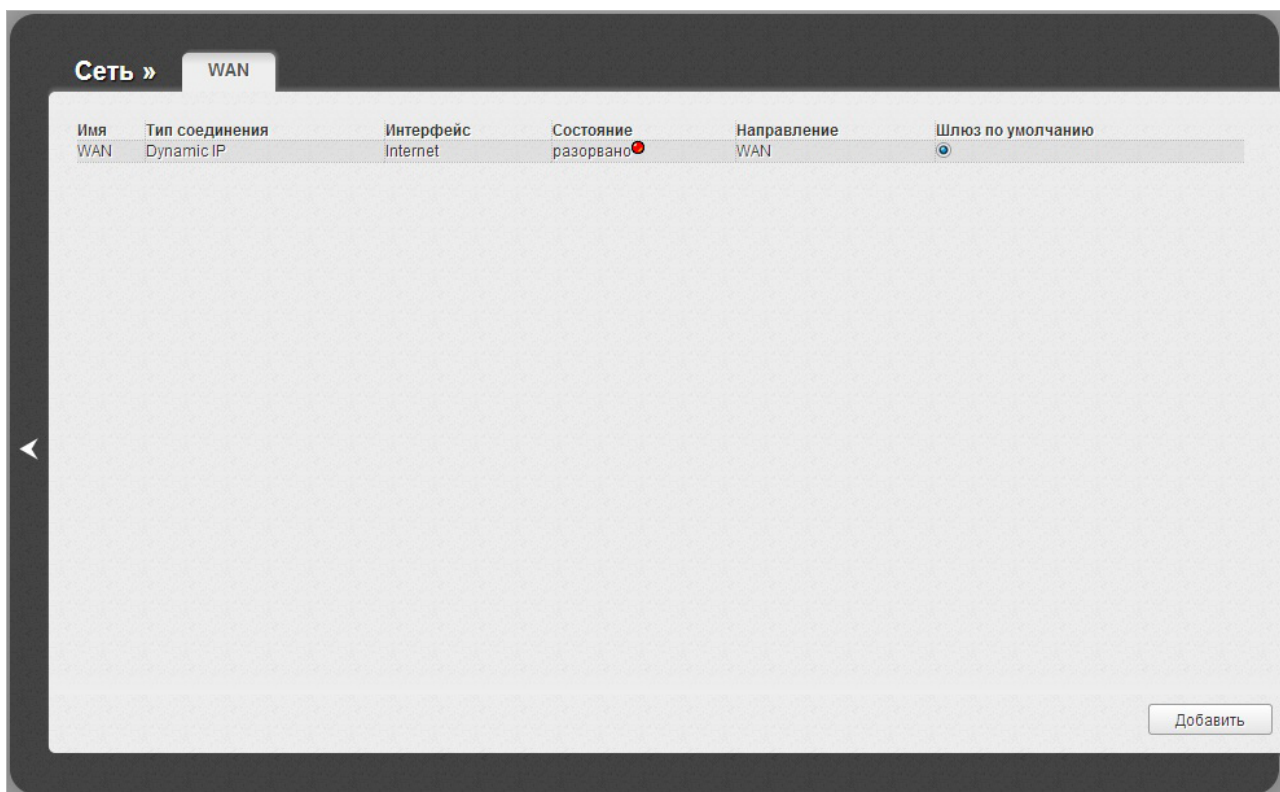 Сеть » WAN
Имя Тип соединения Интерфейс Состояние Направление Шлюз по умолчанию
WAN Dynamic IP Internet разорвано WAN
Добавить